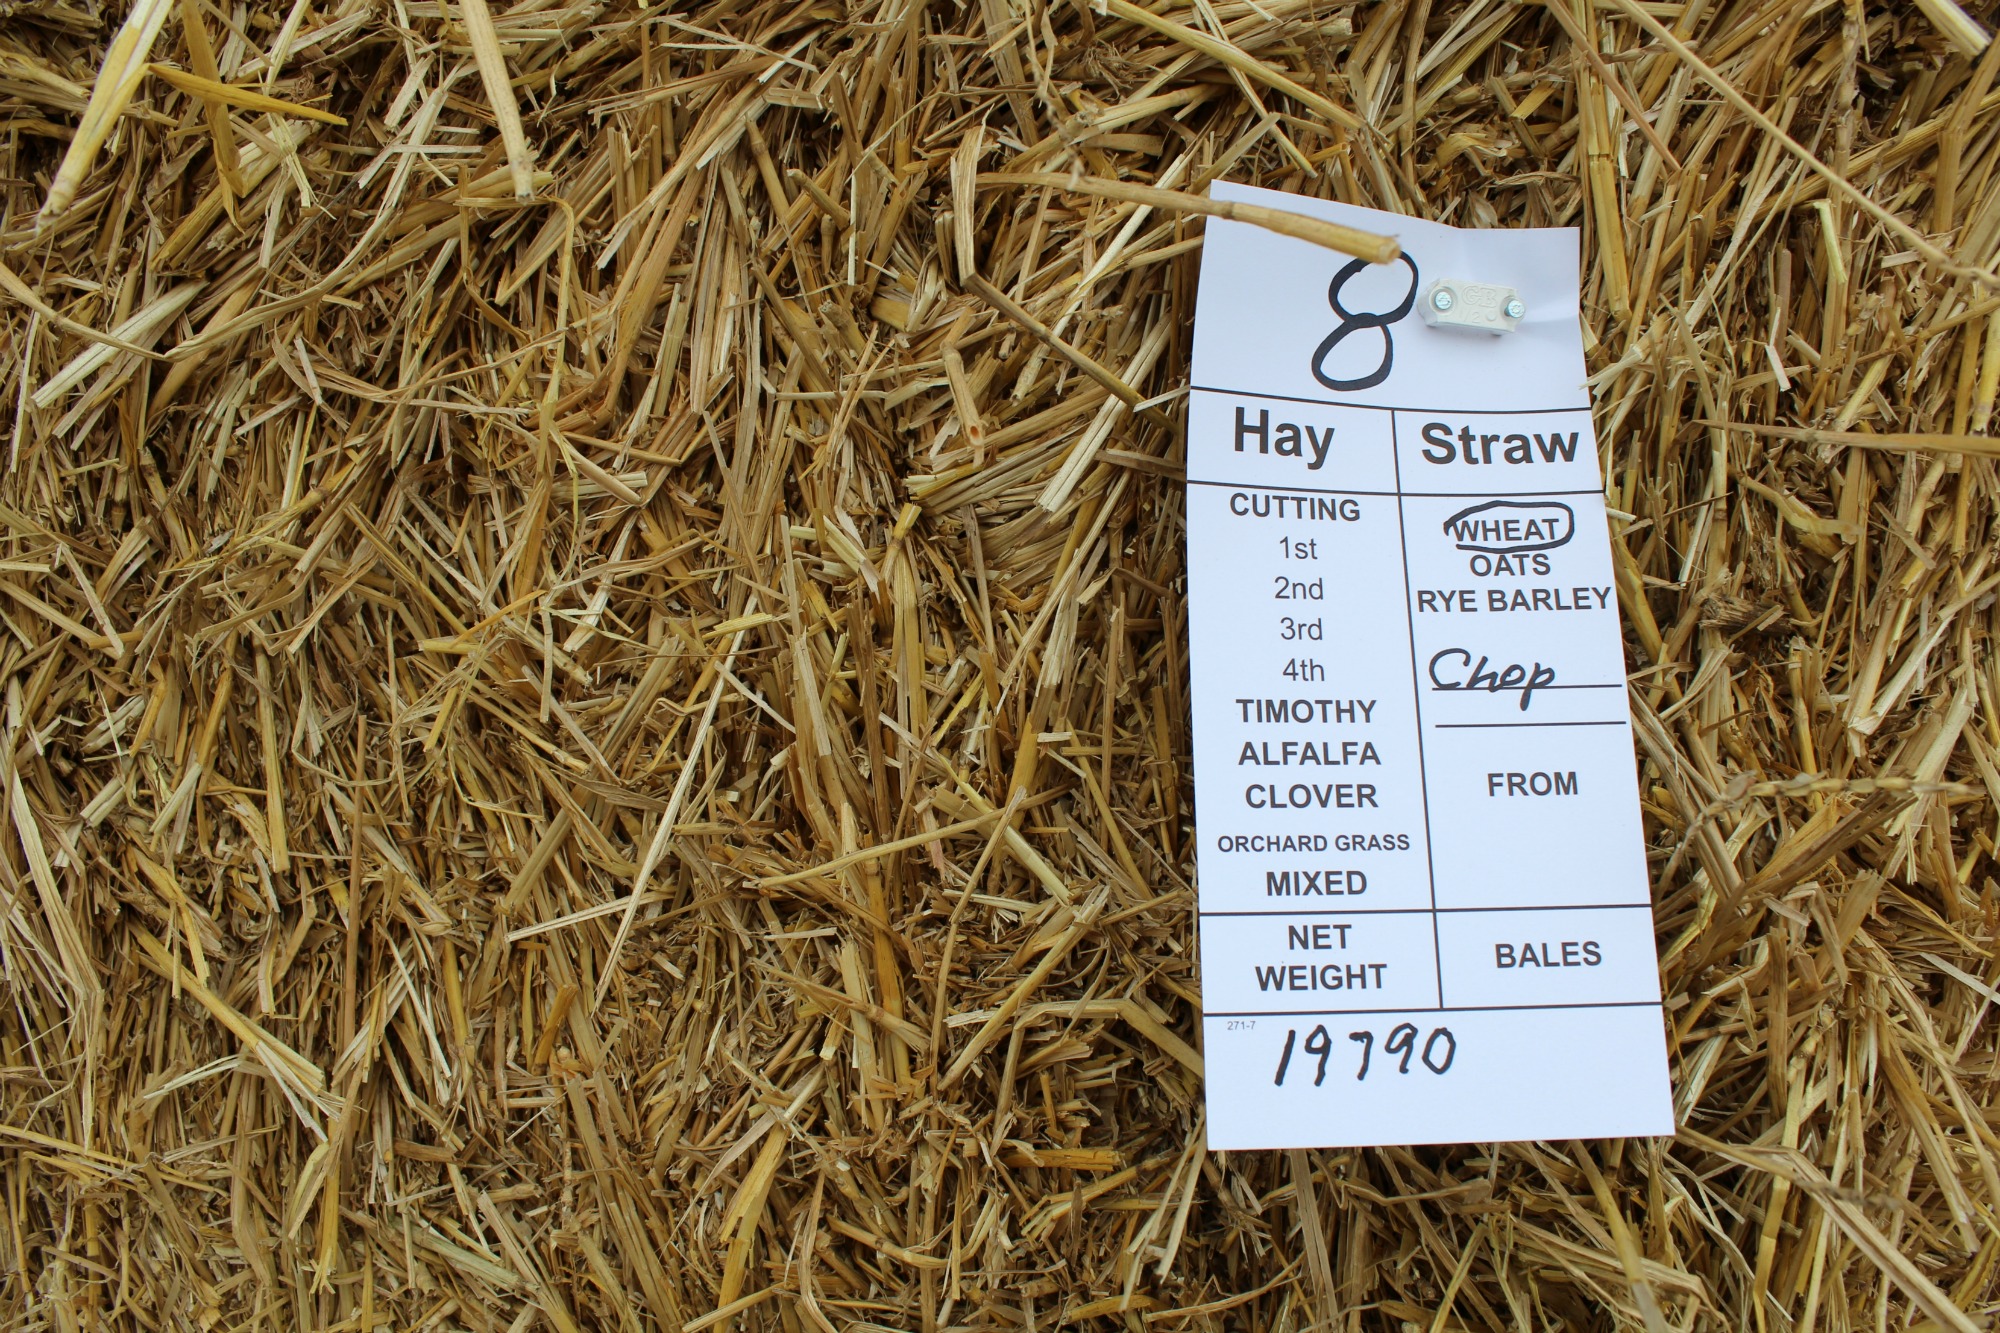 8
Hay
Straw
CUTTING
1st
2nd
3rd
4th
TIMOTHY
ALFALFA
CLOVER
ORCHARD GRASS
MIXED
WHEAT
OATS
RYE BARLEY
Chop
FROM
NET
WEIGHT
BALES
271-7
19790